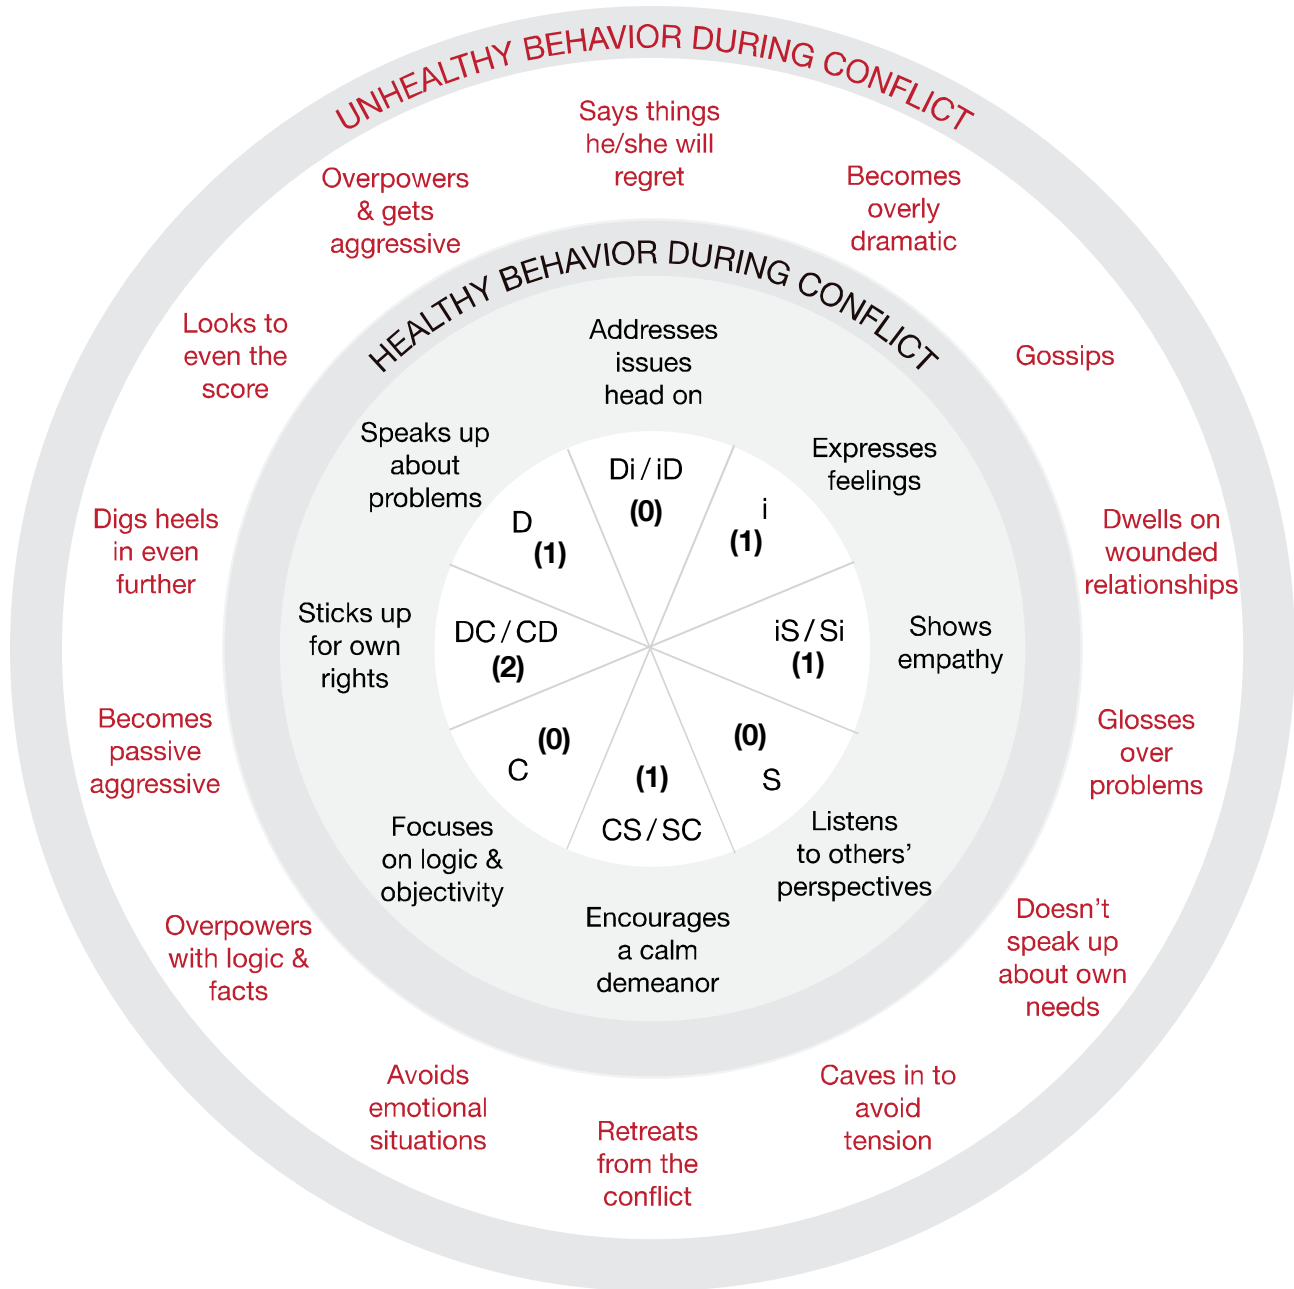 UNHEALTHY BEHAVIOR DURING CONFLICT
Says things
he/she will
regret
Becomes
overly
dramatic
Gossips
Dwells on
wounded
relationships
Glosses
over
problems
Doesn't
speak up
about own
needs
Caves in to
avoid
tension
Retreats
from the
conflict
Avoids
emotional
situations
Overpowers
with logic &
facts
Becomes
passive
aggressive
Digs heels
in even
further
Looks to
even the
score
Overpowers
& gets
aggressive
HEALTHY BEHAVIOR DURING CONFLICT
Addresses
issues
head on
Expresses
feelings
Shows
empathy
Listens
to others’
perspectives
Encourages
a calm
demeanor
Focuses
on logic &
objectivity
Sticks up
for own
rights
Speaks up
about
problems
Di / iD
(0)
i
(1)
iS / Si
(1)
(0)
S
(1)
CS / SC
(0)
C
DC / CD
(2)
D
(1)